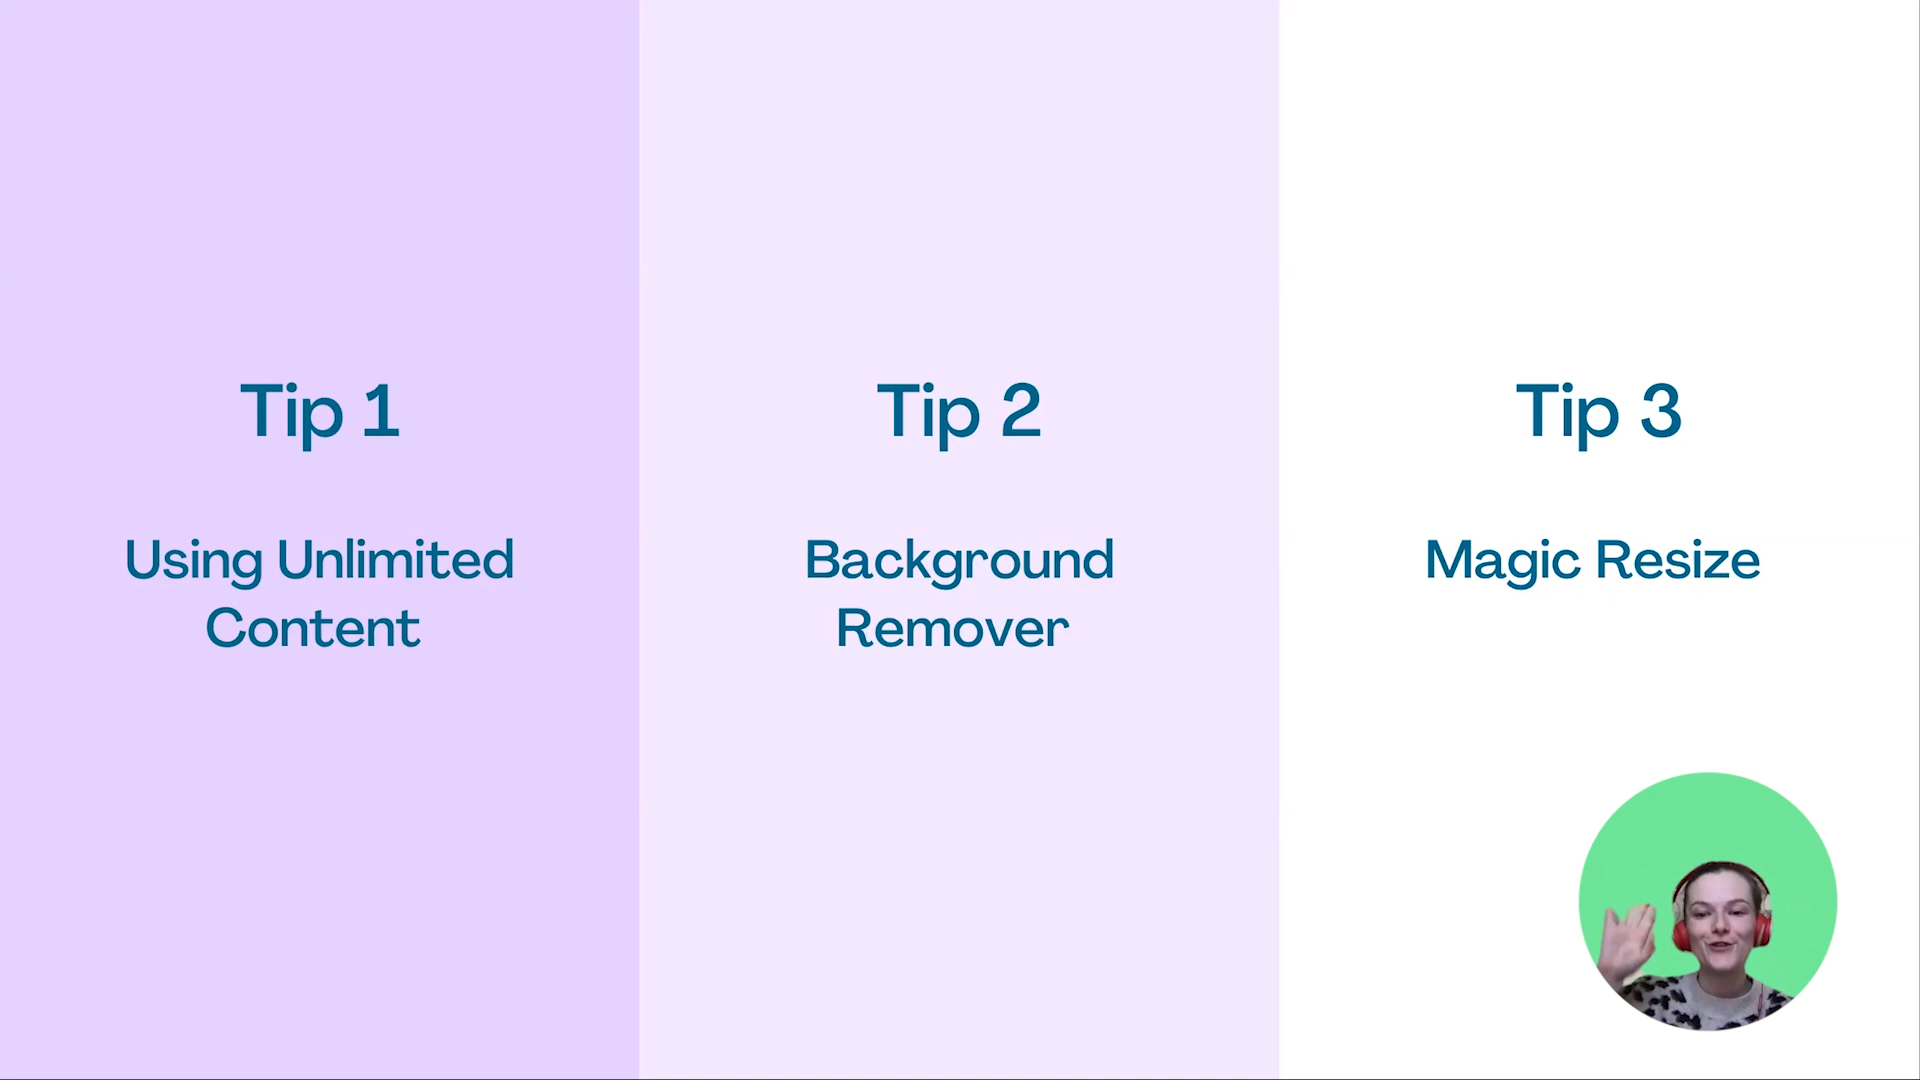 Tip 1
Using Unlimited
Content
Tip 2
Background
Remover
Tip 3
Magic Resize